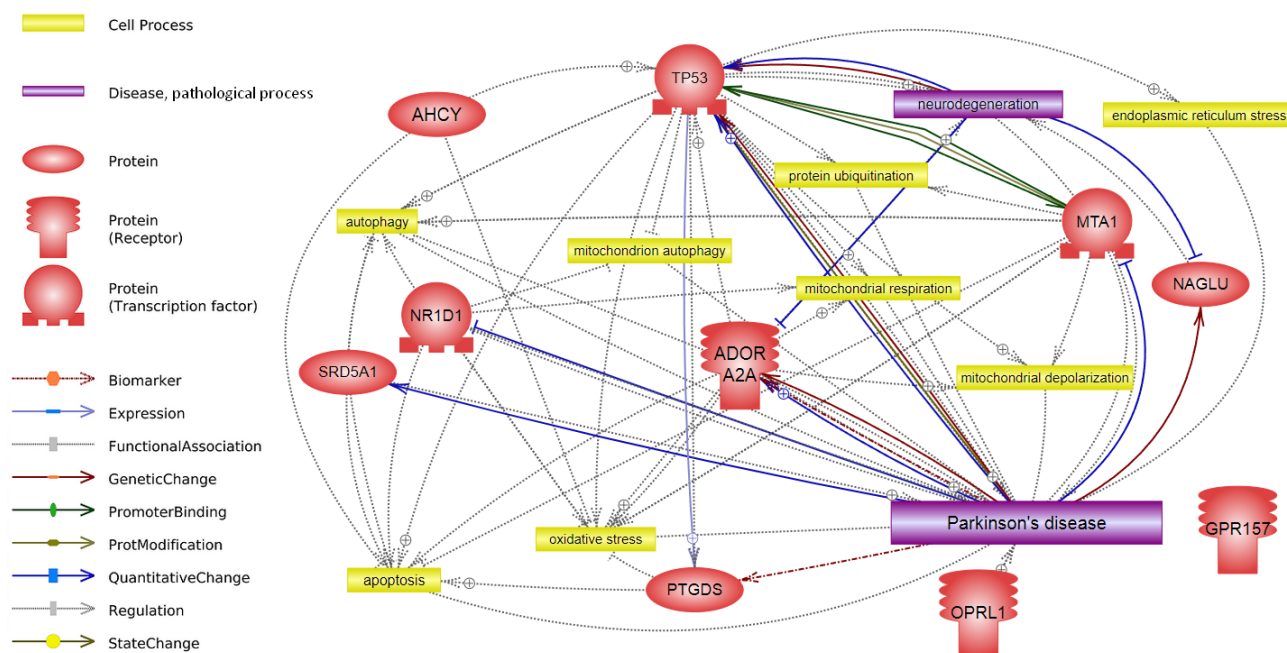 Cell Process
Disease, pathological process
Protein
Protein
(Receptor)
Protein
(Transcription factor)
Biomarker
Expression
FunctionalAssociation
GeneticChange
PromoterBinding
ProtModification
QuantitativeChange
Regulation
StateChange
TP53
AHCY
neurodegeneration
endoplasmic reticulum stress
protein ubiquitination
autophagy
MTA1
mitochondrion autophagy
NAGLU
mitochondrial respiration
NR1D1
ADOR
A2A
SRD5A1
mitochondrial depolarization
Parkinson's disease
GPR157
oxidative stress
apoptosis
PTGDS
OPRL1